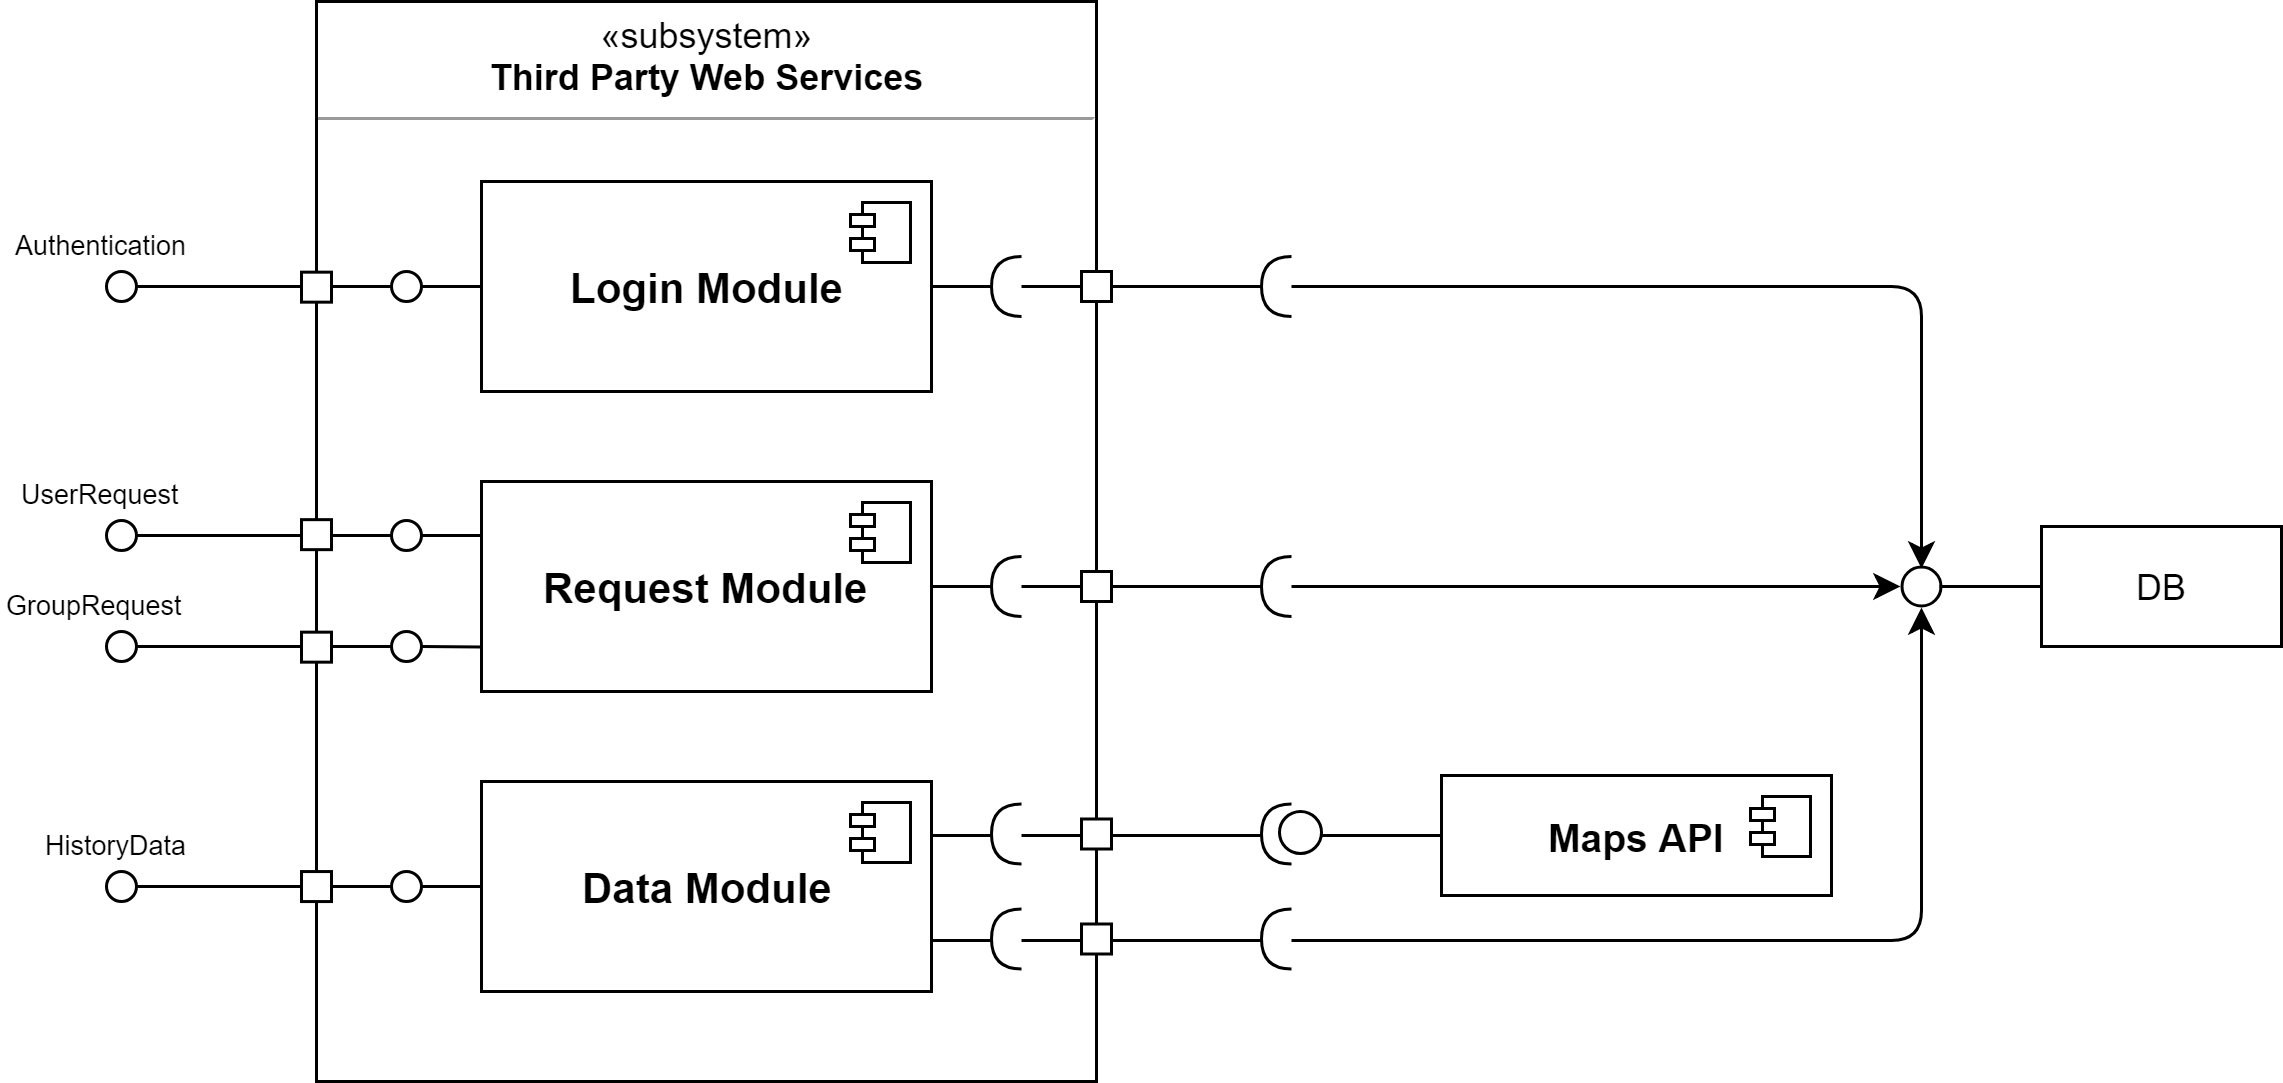 «subsystem»
Third Party Web Services
Authentication
Login Module
UserRequest
GroupRequest
Request Module
DB
HistoryData
Data Module
Maps API